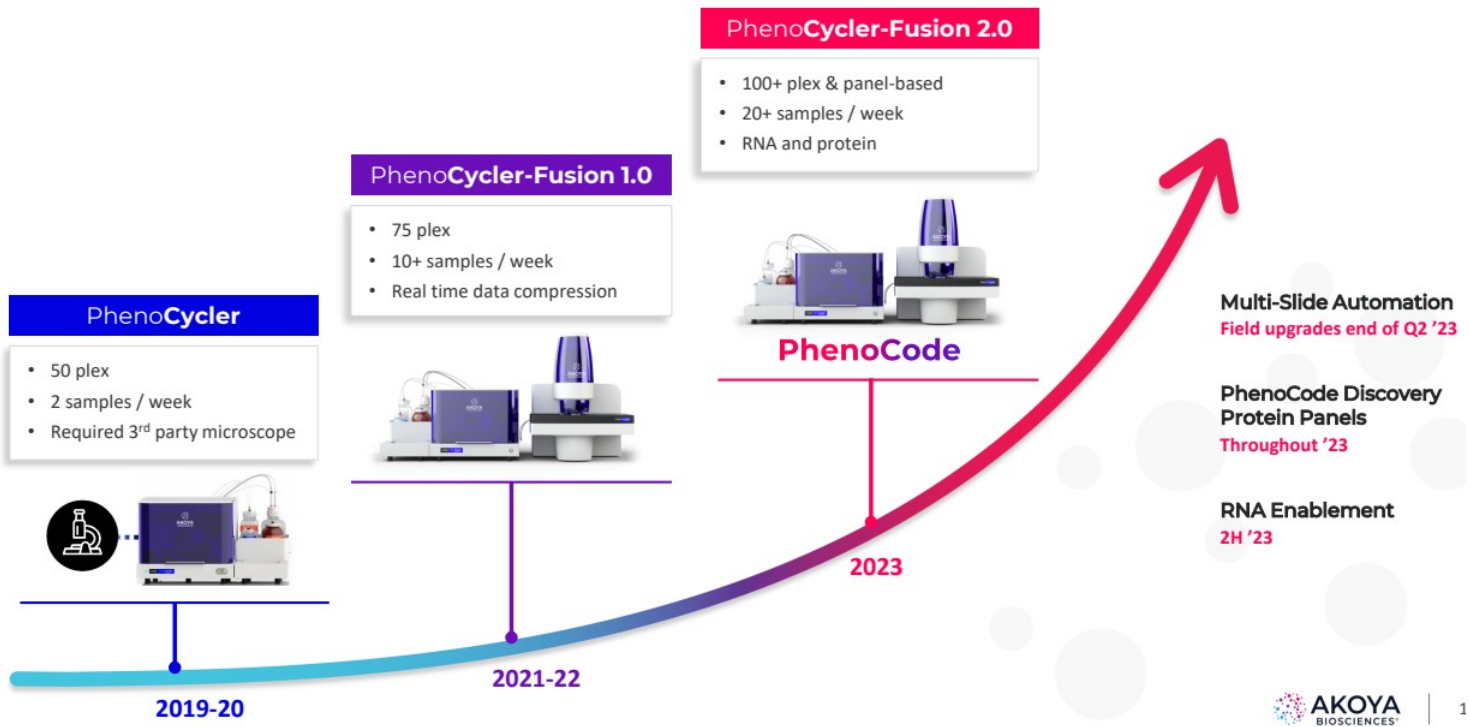 PhenoCycler-Fusion 2.0
• 100+ plex & panel-based
• 20+ samples / week
• RNA and protein
PhenoCycler-Fusion 1.0
• 75 plex
• 10+ samples / week
• Real time data compression
PhenoCycler
• 50 plex
• 2 samples / week
• Required 3rd party microscope
AKOYA
AKOYA
AKOYA
PhenoCode
2019-20
2021-22
2023
Multi-Slide Automation
Field upgrades end of Q2 ’23
PhenoCode Discovery
Protein Panels
Throughout ’23
RNA Enablement
2H ’23
AKOYA
BIOSCIENCES
1